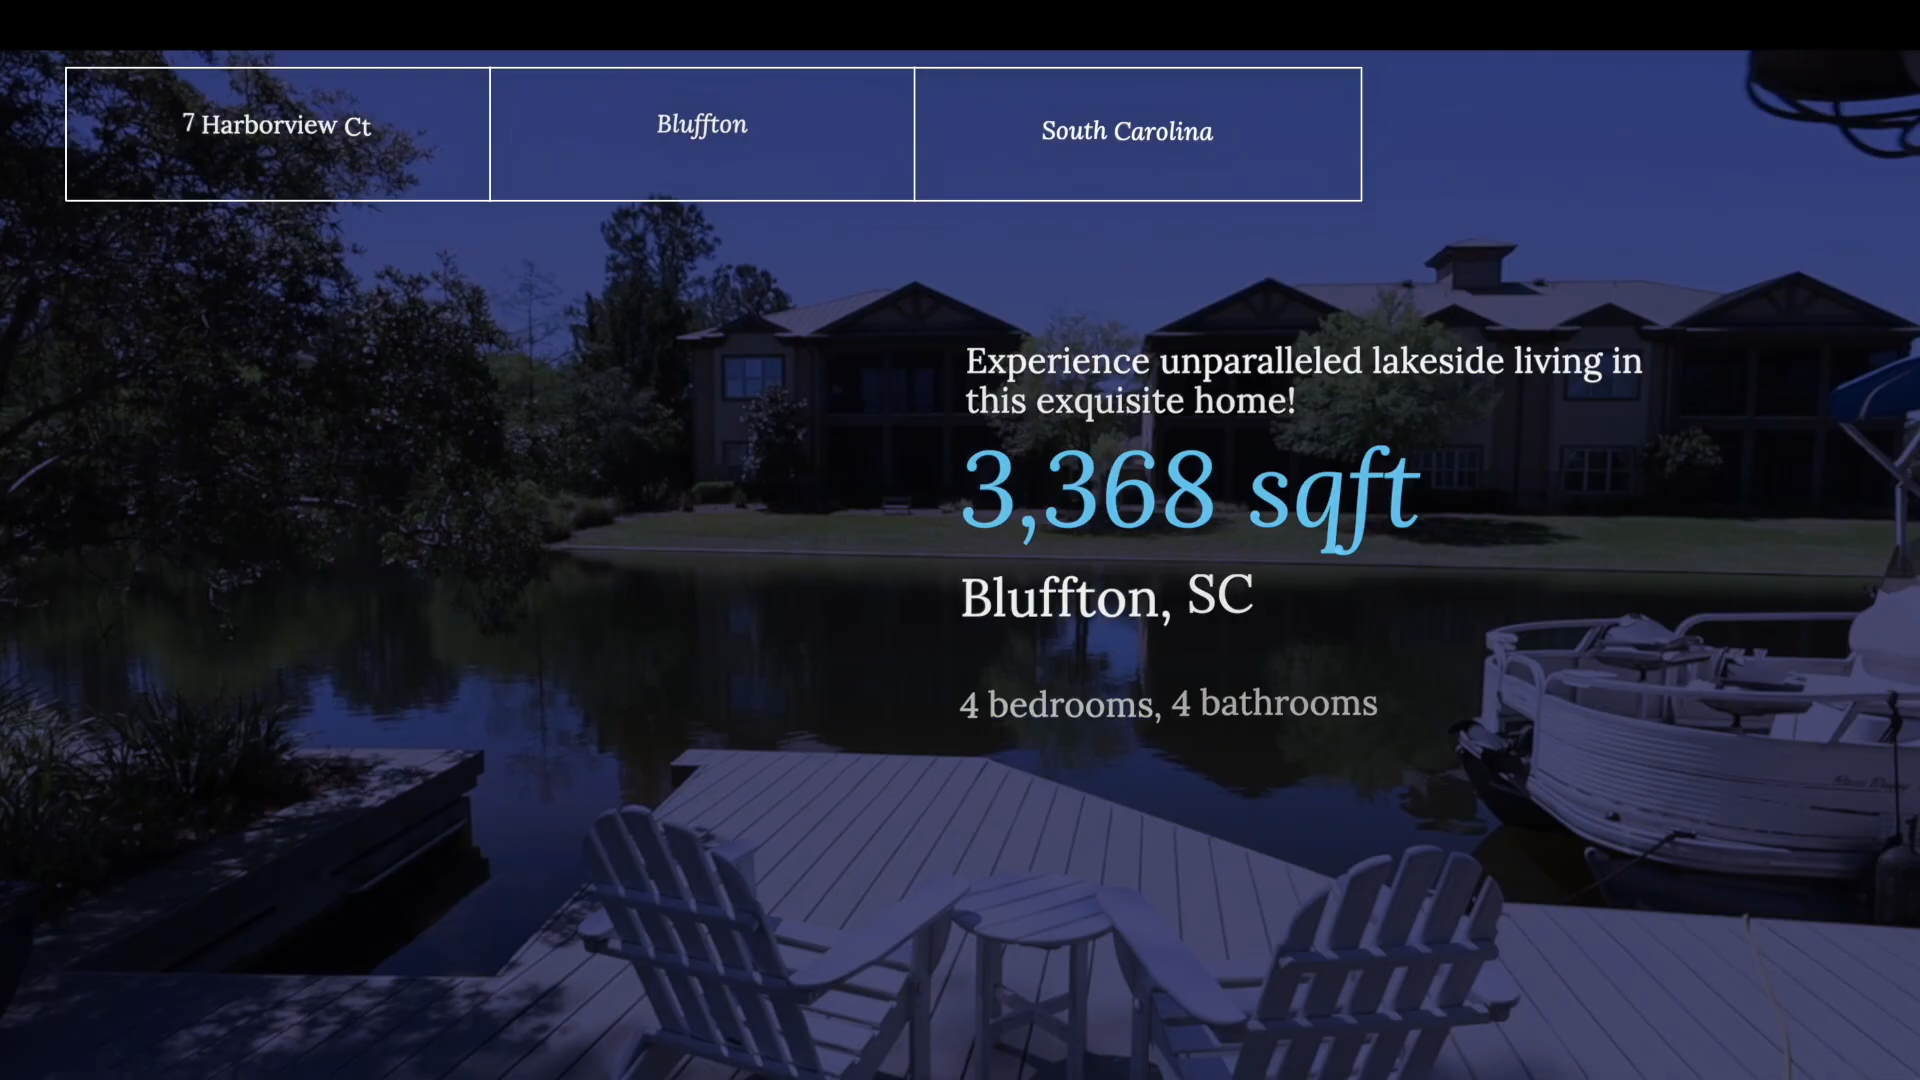 7 Harborview Ct
Bluffton
South Carolina
Experience unparalleled lakeside living in
this exquisite home!
3,368 sqft
Bluffton, SC
4 bedrooms, 4 bathrooms